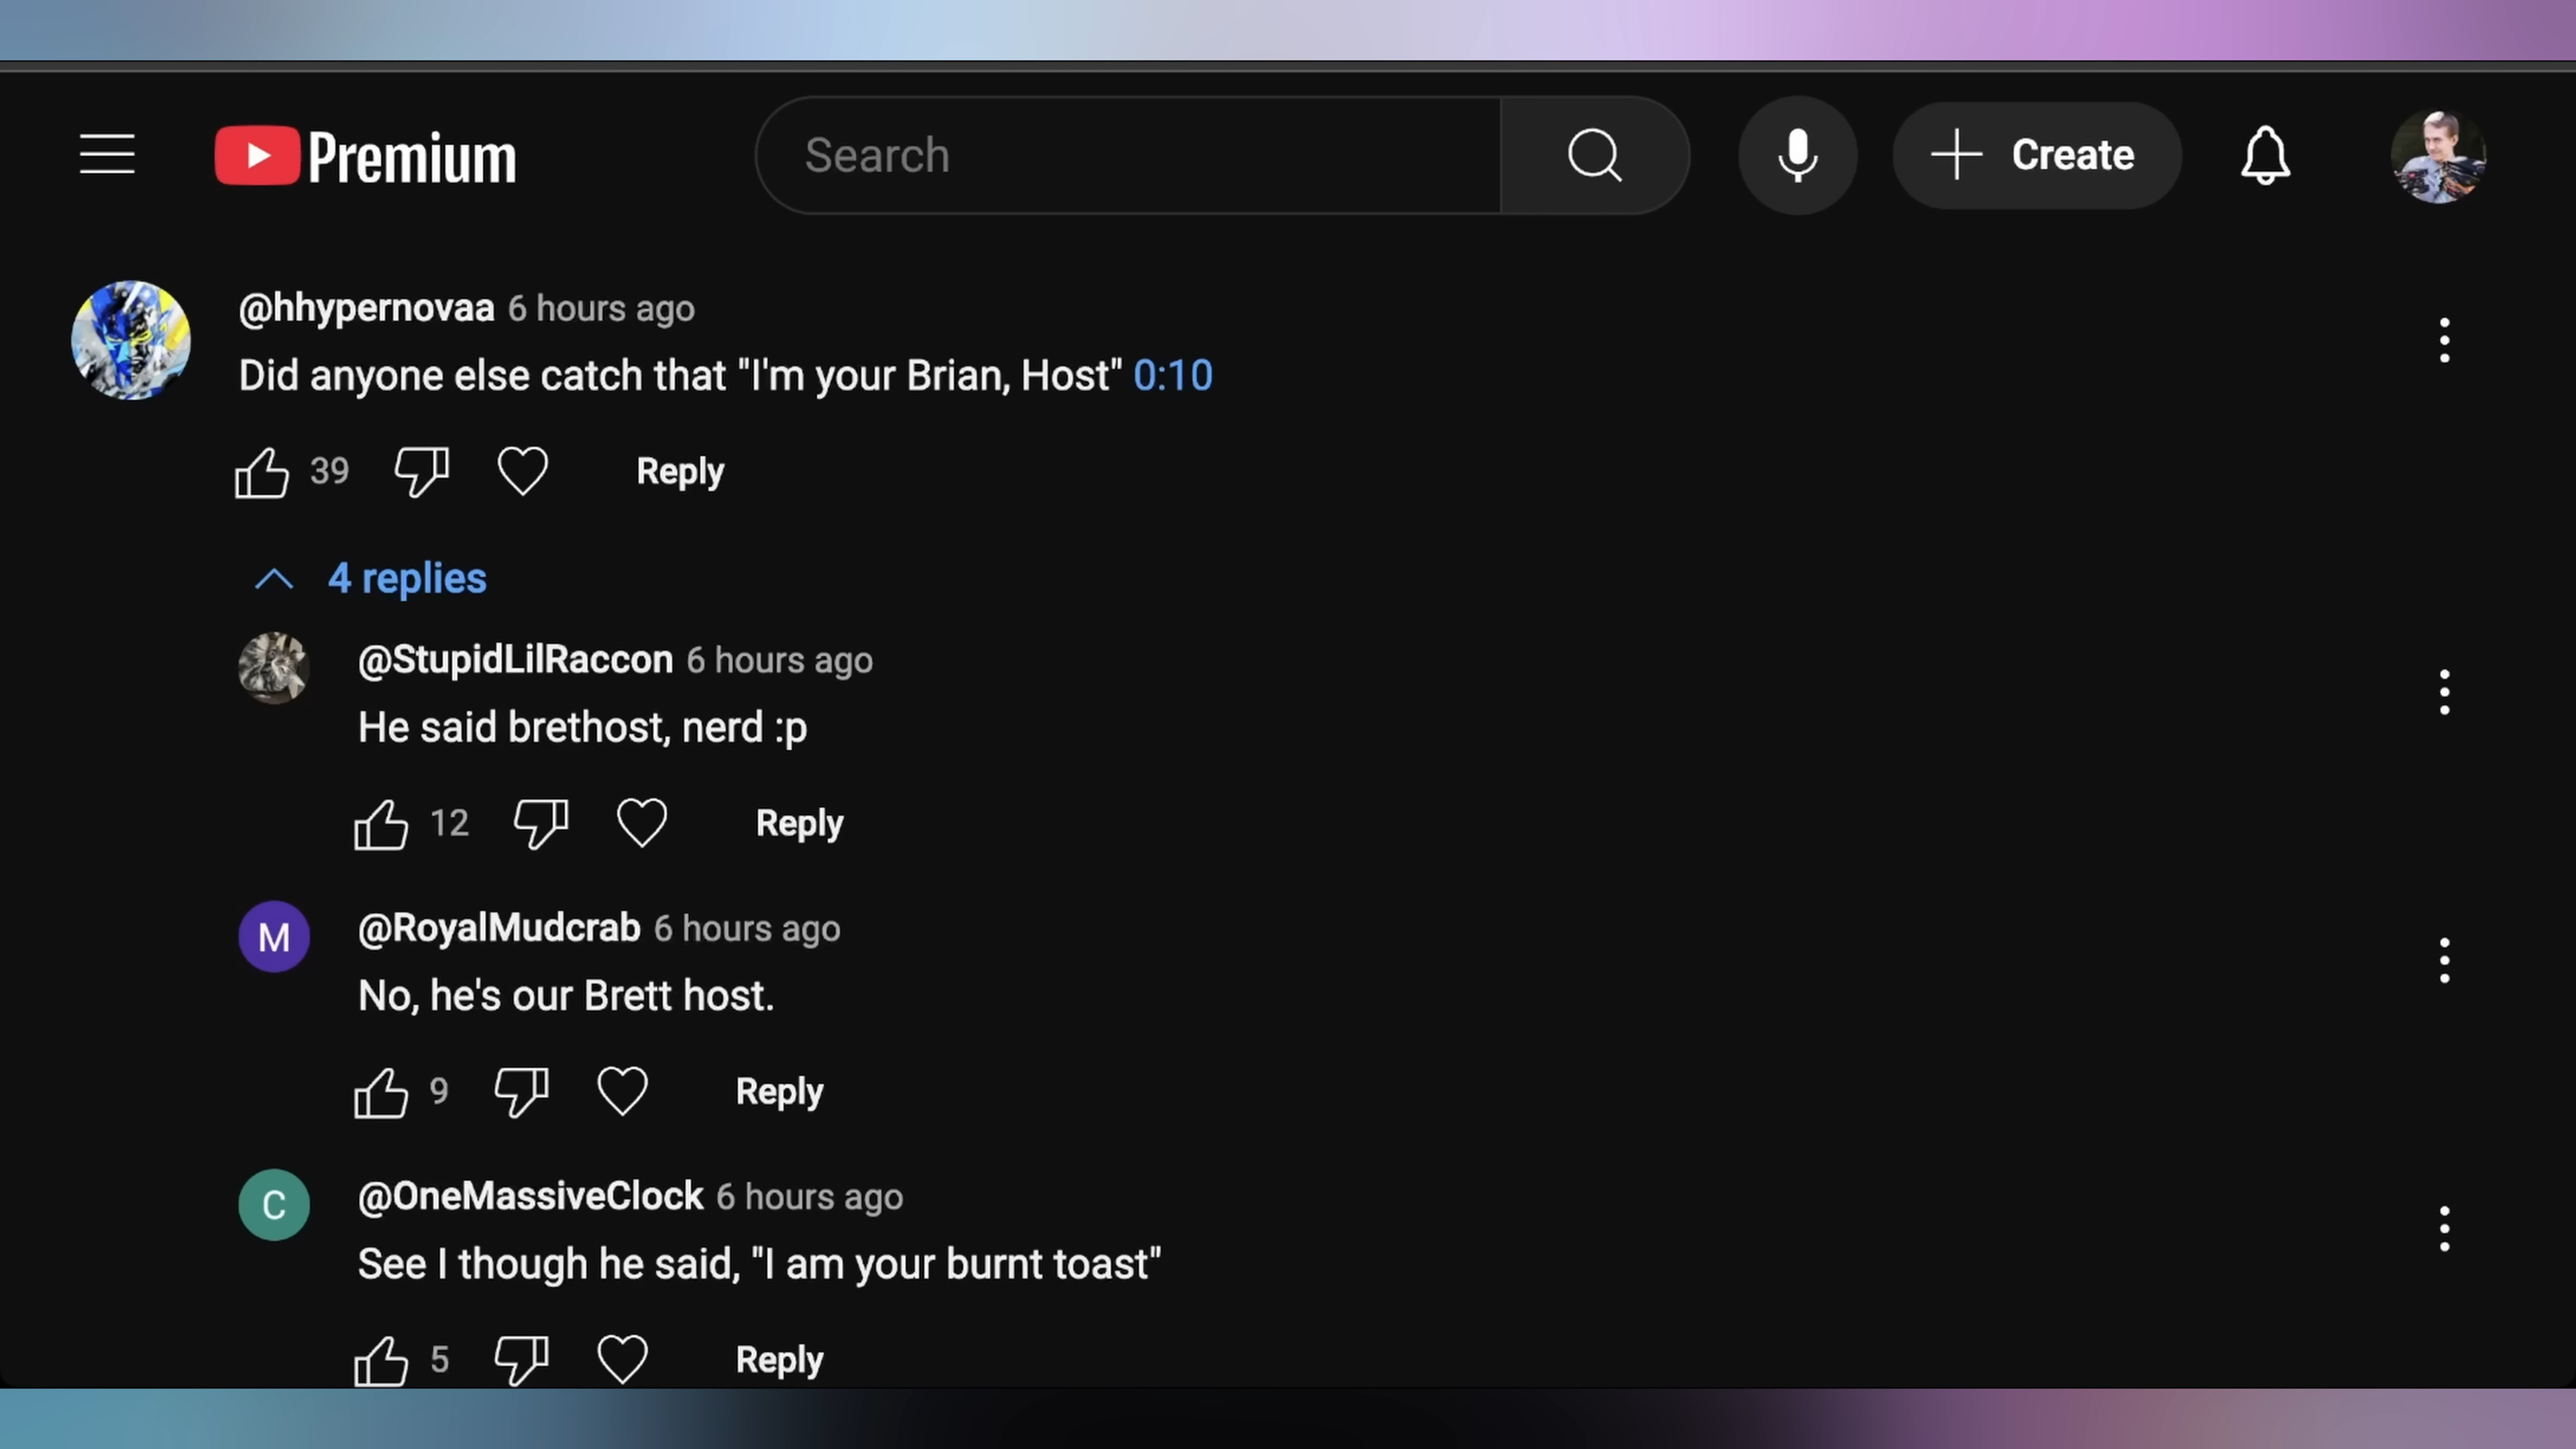 Premium
Search
Create
@hhypernovaa 6 hours ago
Did anyone else catch that "I'm your Brian, Host" 0:10
39 Reply
4 replies
@StupidLilRaccon 6 hours ago
He said brethost, nerd :p
12 Reply
M
@RoyalMudcrab 6 hours ago
No, he's our Brett host.
9 Reply
C
@OneMassiveClock 6 hours ago
See I though he said, "I am your burnt toast"
5 Reply